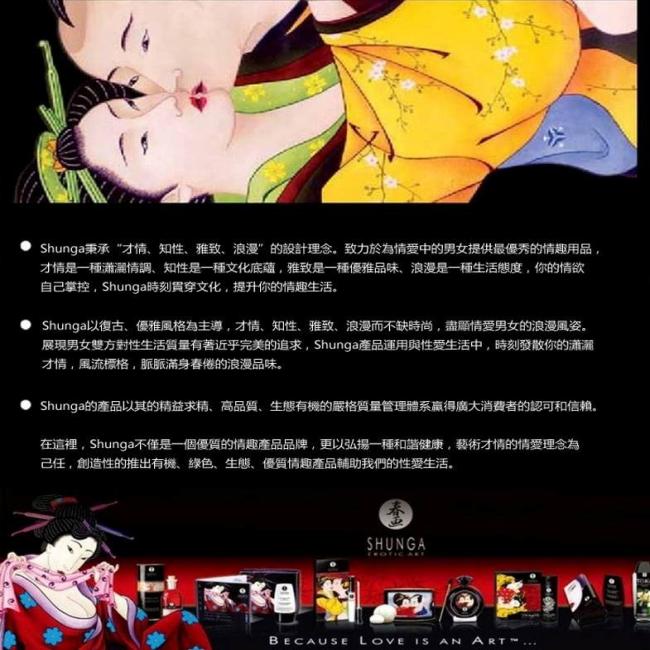 Shunga秉承“才情、知性、雅致、浪漫”的設計理念。致力於為情愛中的男女提供最優秀的情趣用品，
才情是一種瀟灑情調、知性是一種文化底蘊，雅致是一種優雅品味、浪漫是一種生活態度，你的情欲
自己掌控，Shunga時刻貫穿文化，提升你的情趣生活。
Shunga以復古、優雅風格為主導，才情、知性、雅致、浪漫而不缺時尚，盡顯情愛男女的浪漫風姿。
展現男女雙方對性生活質量有著近乎完美的追求，Shunga產品運用與性愛生活中，時刻發散你的瀟灑
才情，風流標格，脈脈滿身春倦的浪漫品味。
Shunga的產品以其的精益求精、高品質、生態有機的嚴格質量管理體系贏得廣大消費者的認可和信賴。
在這裡，Shunga不僅是一個優質的情趣產品品牌，更以弘揚一種和諧健康，藝術才情的情愛理念為
己任，創造性的推出有機、綠色、生態、優質情趣產品輔助我們的性愛生活。
春画
SHUNGA
EROTIC ART
BECAUSE LOVE IS AN ART™...